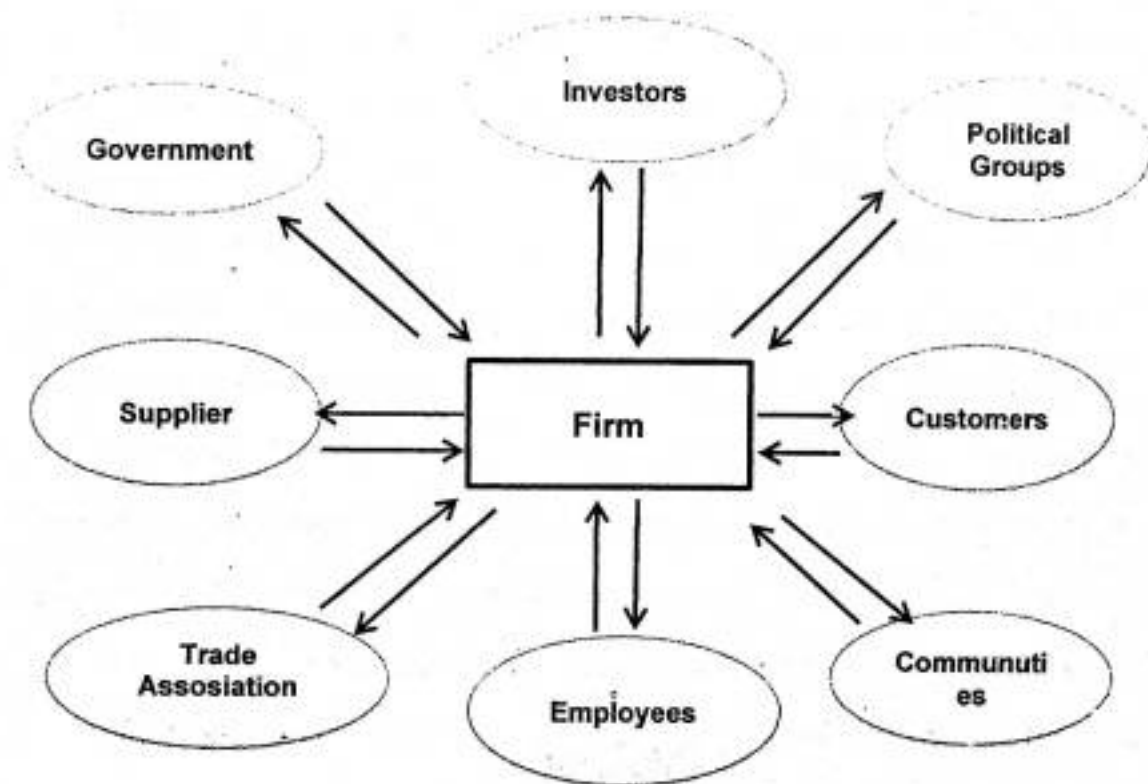 Investors
Government
Political
Groups
Supplier
Firm
Customers
Trade
Assosiation
Employees
Communuti
es